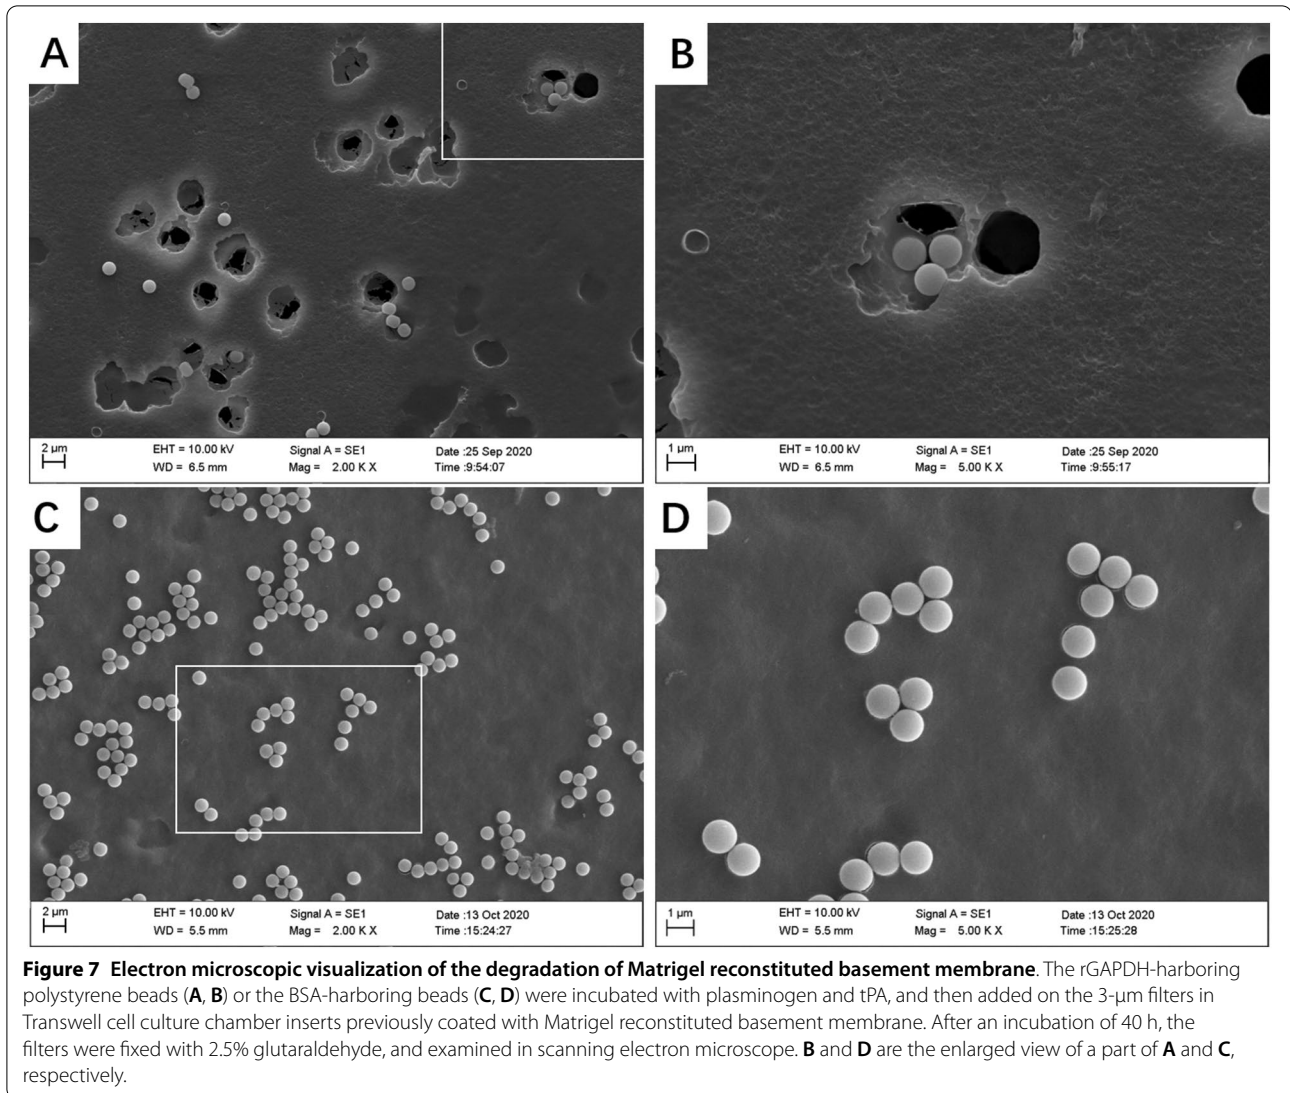 A
B
2 µm
EHT = 10.00 kV
Signal A = SE1
Date :25 Sep 2020
WD = 6.5 mm
Mag = 2.00 K X
Time :9:54:07
1 µm
EHT = 10.00 kV
Signal A = SE1
Date :25 Sep 2020
WD = 6.5 mm
Mag = 5.00 K X
Time :9:55:17
C
D
2 µm
EHT = 10.00 kV
Signal A = SE1
Date :13 Oct 2020
WD = 5.5 mm
Mag = 2.00 K X
Time :15:24:27
1 µm
EHT = 10.00 kV
Signal A = SE1
Date :13 Oct 2020
WD = 5.5 mm
Mag = 5.00 K X
Time :15:25:28
Figure 7 Electron microscopic visualization of the degradation of Matrigel reconstituted basement membrane. The rGAPDH-harboring
polystyrene beads (A, B) or the BSA-harboring beads (C, D) were incubated with plasminogen and tPA, and then added on the 3-µm filters in
Transwell cell culture chamber inserts previously coated with Matrigel reconstituted basement membrane. After an incubation of 40 h, the
filters were fixed with 2.5% glutaraldehyde, and examined in scanning electron microscope. B and D are the enlarged view of a part of A and C,
respectively.